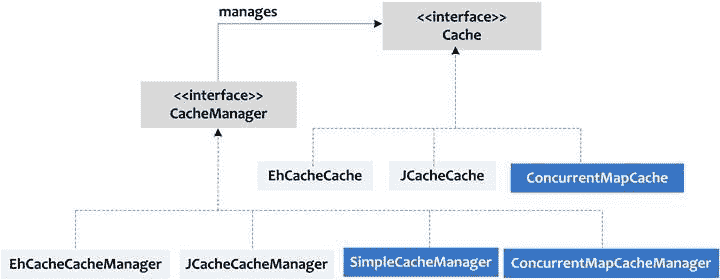 manages
<<interface>>
Cache
<<interface>>
CacheManager
EhCacheCache
JCacheCache
ConcurrentMapCache
EhCacheCacheManager
JCacheCacheManager
SimpleCacheManager
ConcurrentMapCacheManager